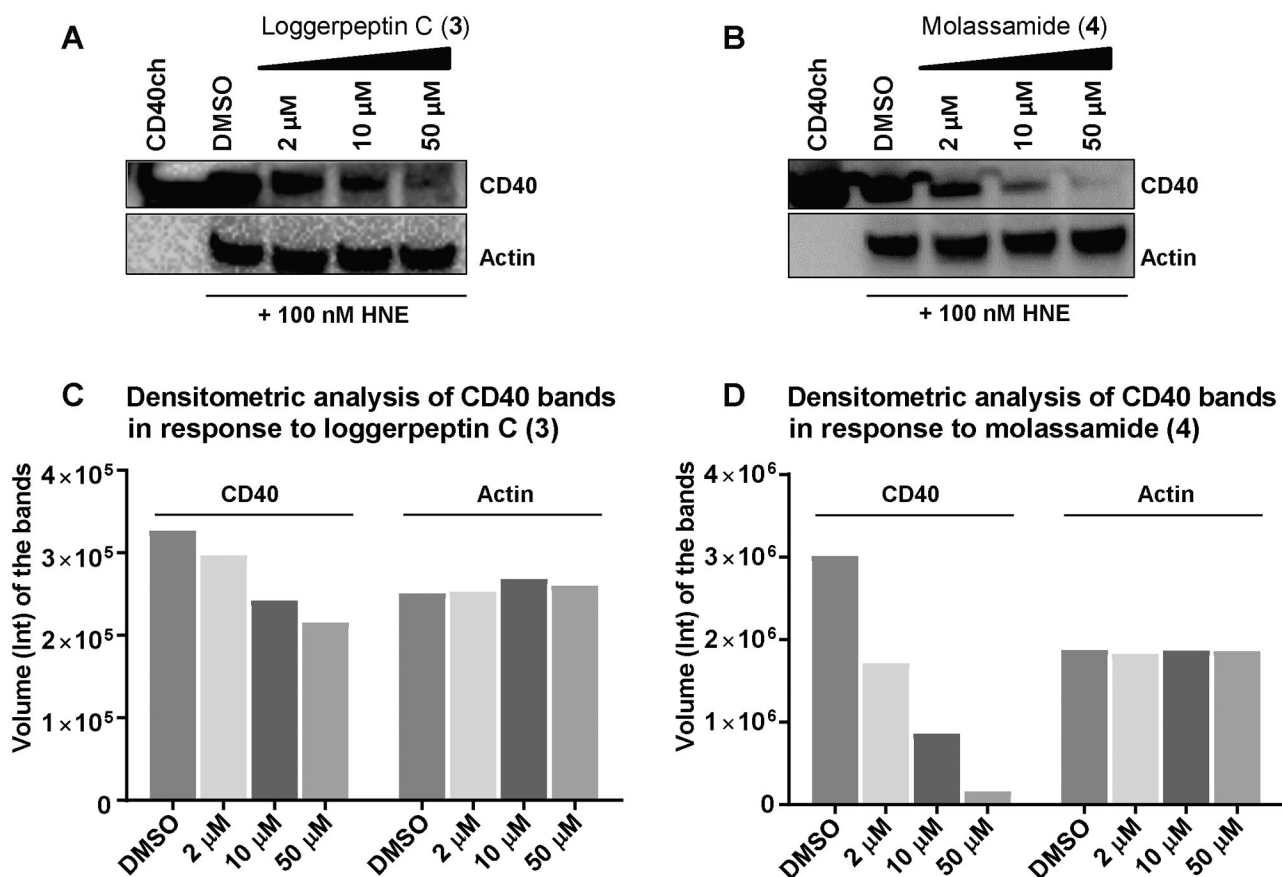 A
Loggerpeptin C (3)
CD40ch
DMSO
2 µM
10 µM
50 µM
CD40
Actin
+ 100 nM HNE
B
Molassamide (4)
CD40ch
DMSO
2 µM
10 µM
50 µM
CD40
Actin
+ 100 nM HNE
C
Densitometric analysis of CD40 bands
in response to loggerpeptin C (3)
Volume (Int) of the bands
4×10⁵
3×10⁵
2×10⁵
1×10⁵
0
CD40
Actin
DMSO
2 µM
10 µM
50 µM
DMSO
2 µM
10 µM
50 µM
D
Densitometric analysis of CD40 bands
in response to molassamide (4)
Volume (Int) of the bands
4×10⁶
3×10⁶
2×10⁶
1×10⁶
0
CD40
Actin
DMSO
2 µM
10 µM
50 µM
DMSO
2 µM
10 µM
50 µM